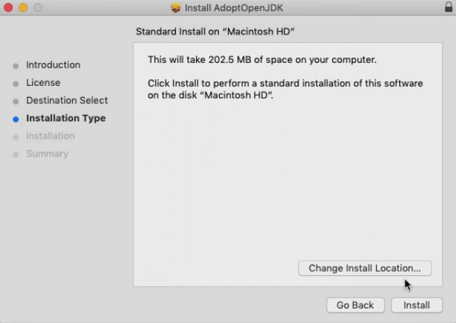 Install AdoptOpenJDK
Standard Install on “Macintosh HD”
Introduction
License
Destination Select
Installation Type
Installation
Summary
This will take 202.5 MB of space on your computer.
Click Install to perform a standard installation of this software
on the disk “Macintosh HD”.
Change Install Location...
Go Back
Install